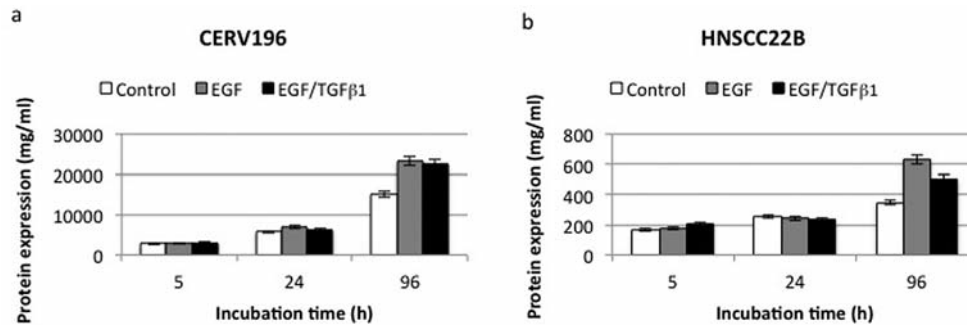 a
CERV196
Control EGF EGF/TGFβ1
Protein expression (mg/ml)
30000
20000
10000
0
5 24 96
Incubation time (h)
b
HNSCC22B
Control EGF EGF/TGFβ1
Protein expression (mg/ml)
800
600
400
200
0
5 24 96
Incubation time (h)